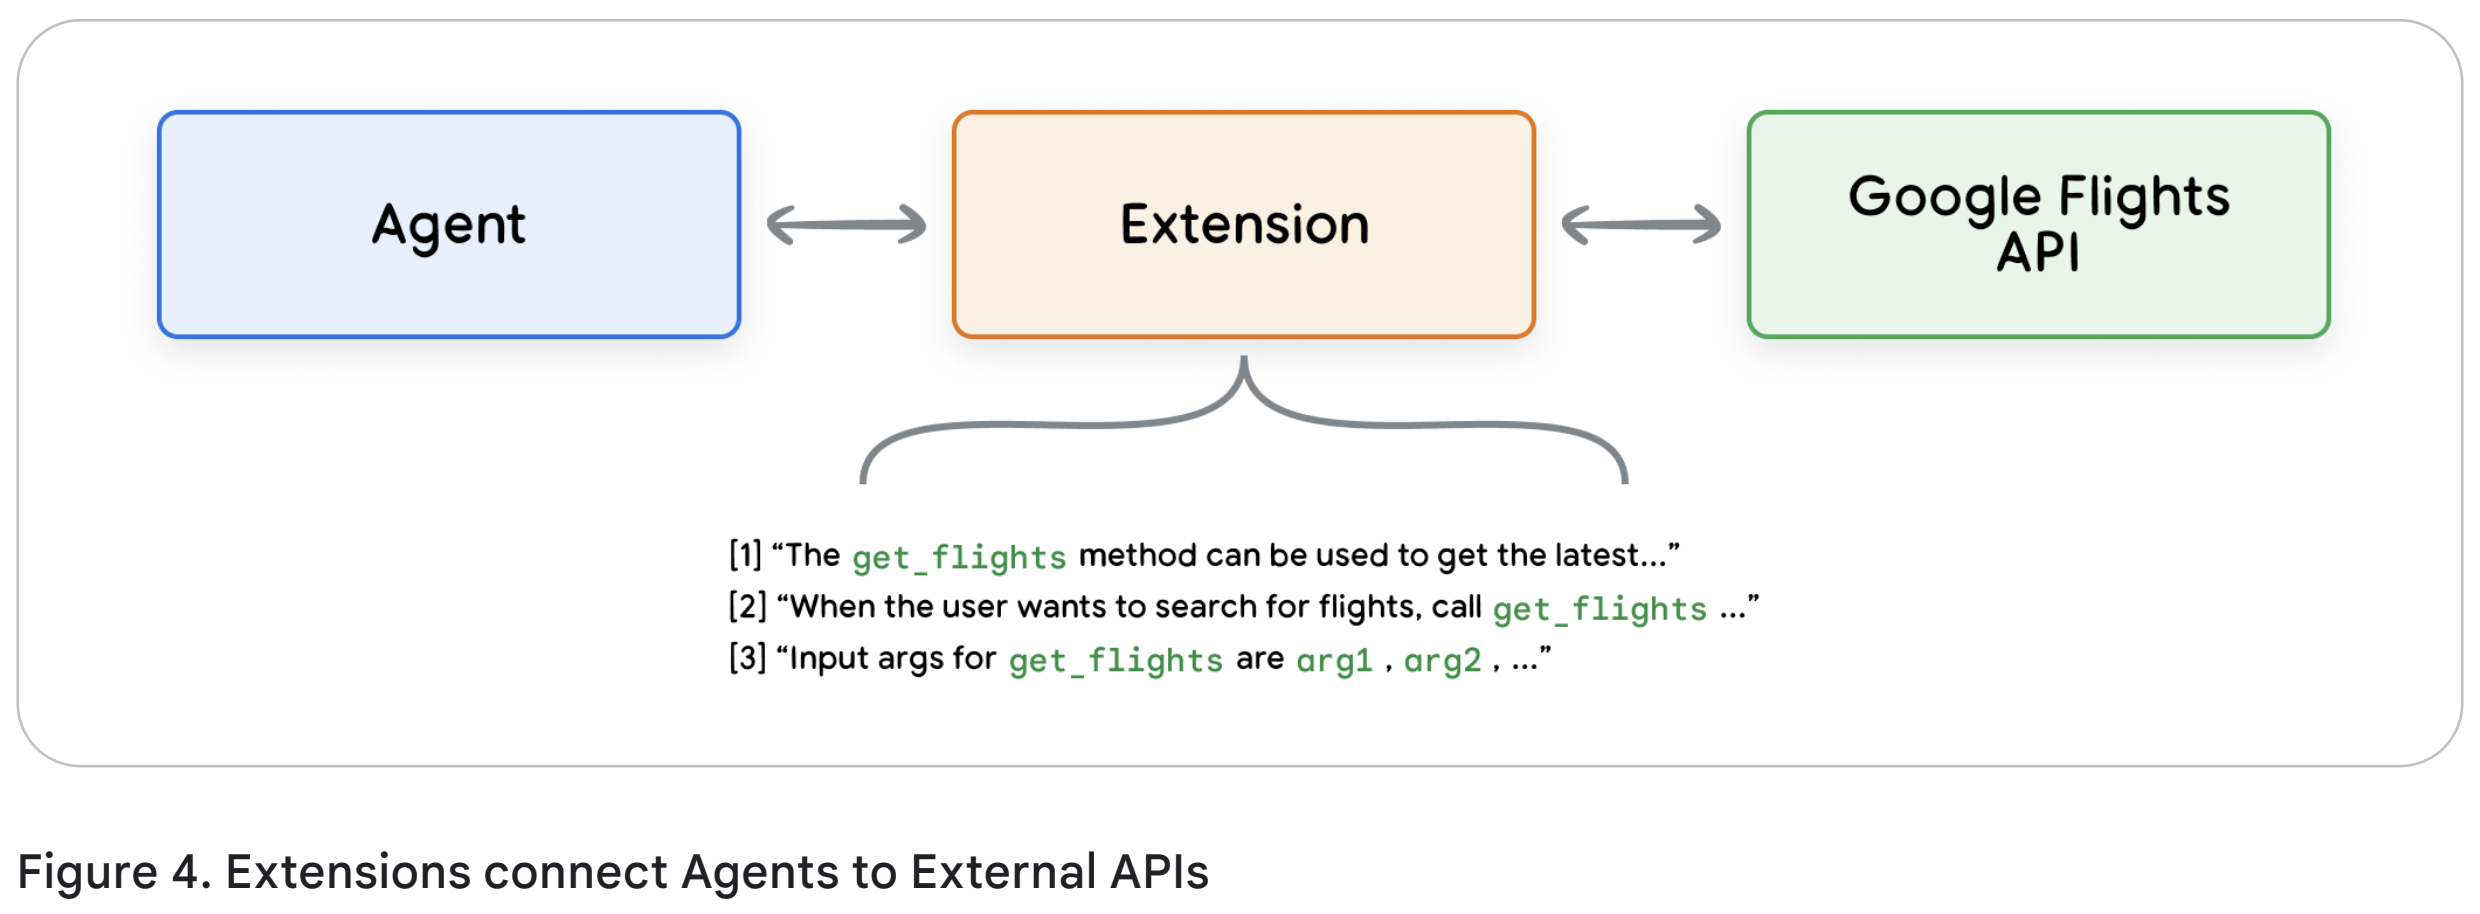 Agent
Extension
Google Flights
API
[1] “The get_flights method can be used to get the latest...”
[2] “When the user wants to search for flights, call get_flights ...”
[3] “Input args for get_flights are arg1 , arg2 , ...”
Figure 4. Extensions connect Agents to External APIs